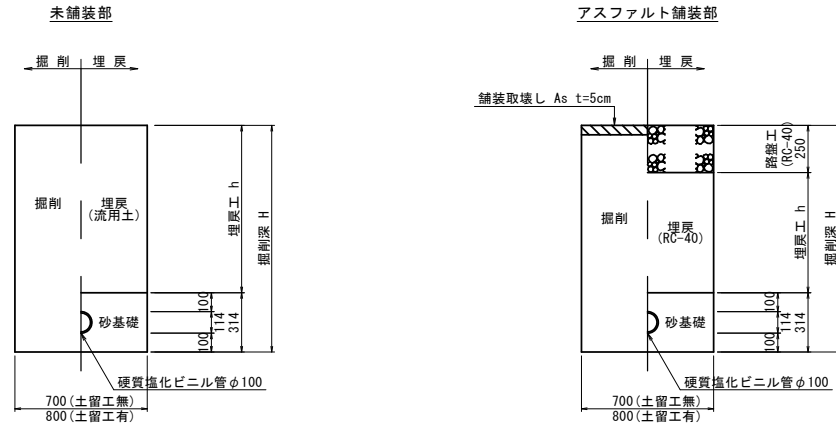 未舗装部
掘 削 埋 戻
掘削
埋戻
(流用土)
埋戻工 h
掘削深 H
砂基礎
100
114
100
314
硬質塩化ビニル管φ100
700(土留工無)
800(土留工有)
アスファルト舗装部
掘 削 埋 戻
舗装取壊し As t=5cm
路盤工
(RC-40)
250
掘削
埋戻
(RC-40)
埋戻工 h
掘削深 H
砂基礎
100
114
100
314
硬質塩化ビニル管φ100
700(土留工無)
800(土留工有)